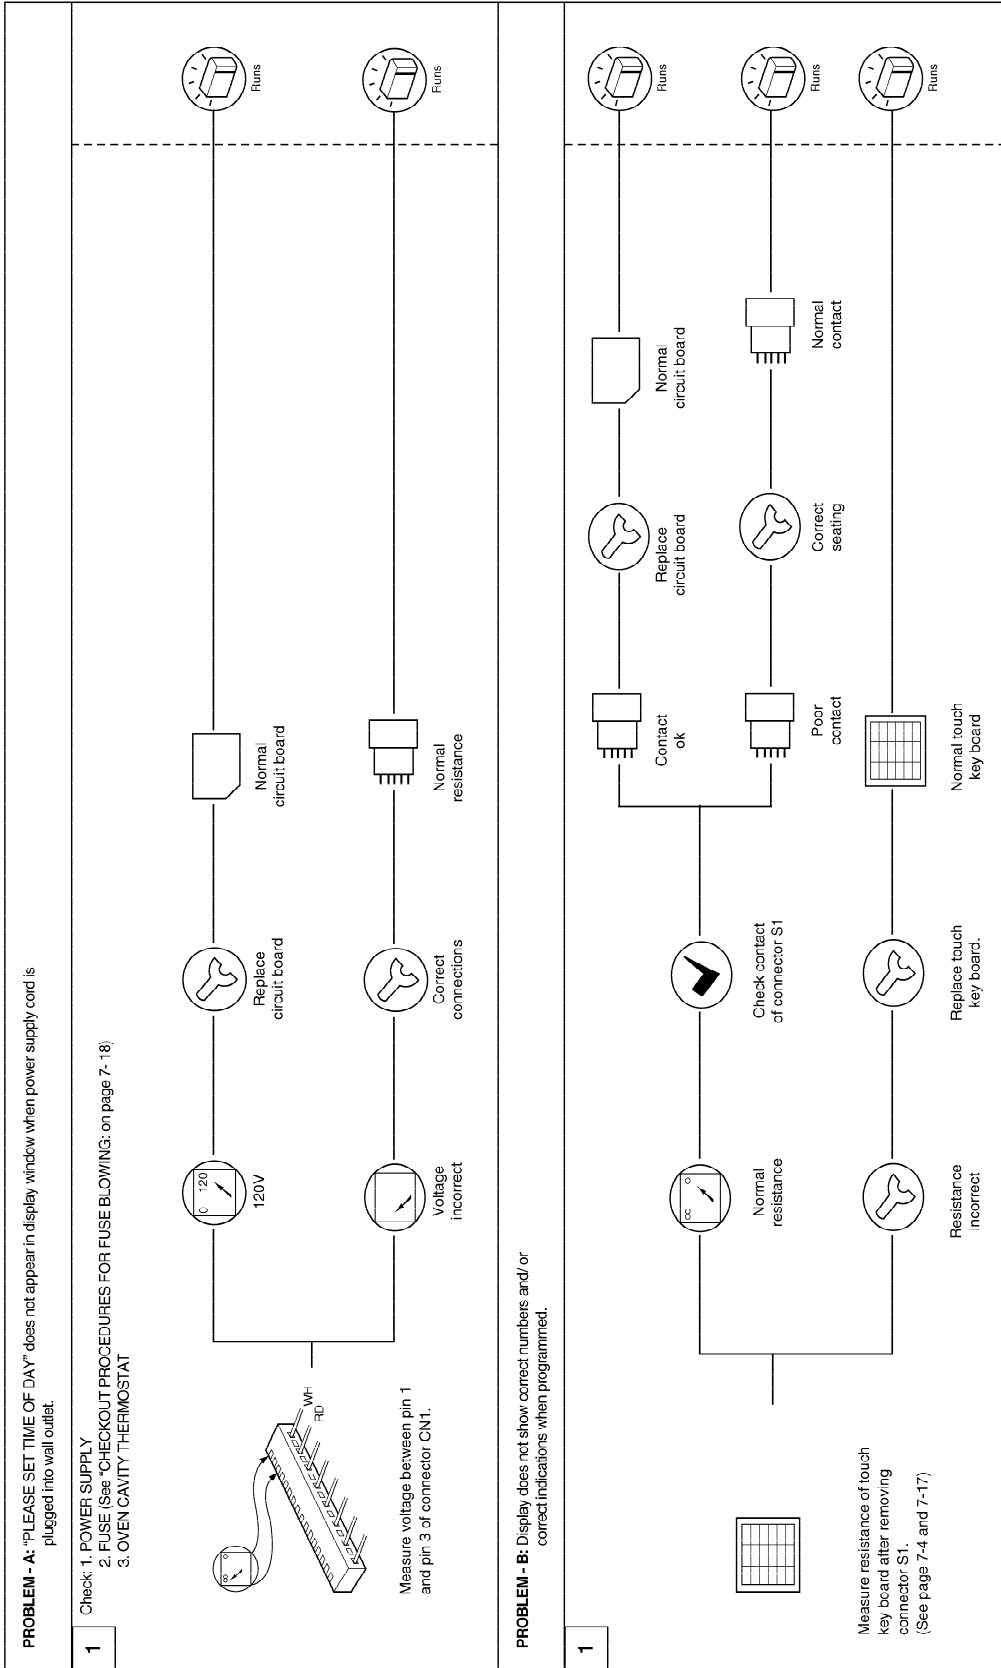 PROBLEM - A: "PLEASE SET TIME OF DAY" does not appear in display window when power supply cord is
plugged into wall outlet.
1
Check: 1. POWER SUPPLY
2. FUSE (See "CHECKOUT PROCEDURES FOR FUSE BLOWING: on page 7- 18)
3. OVEN CAVITY THERMOSTAT
∞ 0
WH
RD
Measure voltage between pin 1
and pin 3 of connector CN1.
0 120
120V
Replace
circuit board
Normal
circuit board
Runs
Voltage
incorrect
Correct
connections
Normal
resistance
Runs
PROBLEM - B: Display does not show correct numbers and/ or
correct indications when programmed.
1
Measure resistance of touch
key board after removing
connector S1.
(See page 7-4 and 7-17)
∞ 0
Normal
resistance
Check contact
of connector S1
Contact
ok
Replace
circuit board
Normal
circuit board
Runs
Poor
contact
Correct
seating
Normal
contact
Runs
Resistance
incorrect
Replace touch
key board.
Normal touch
key board
Runs